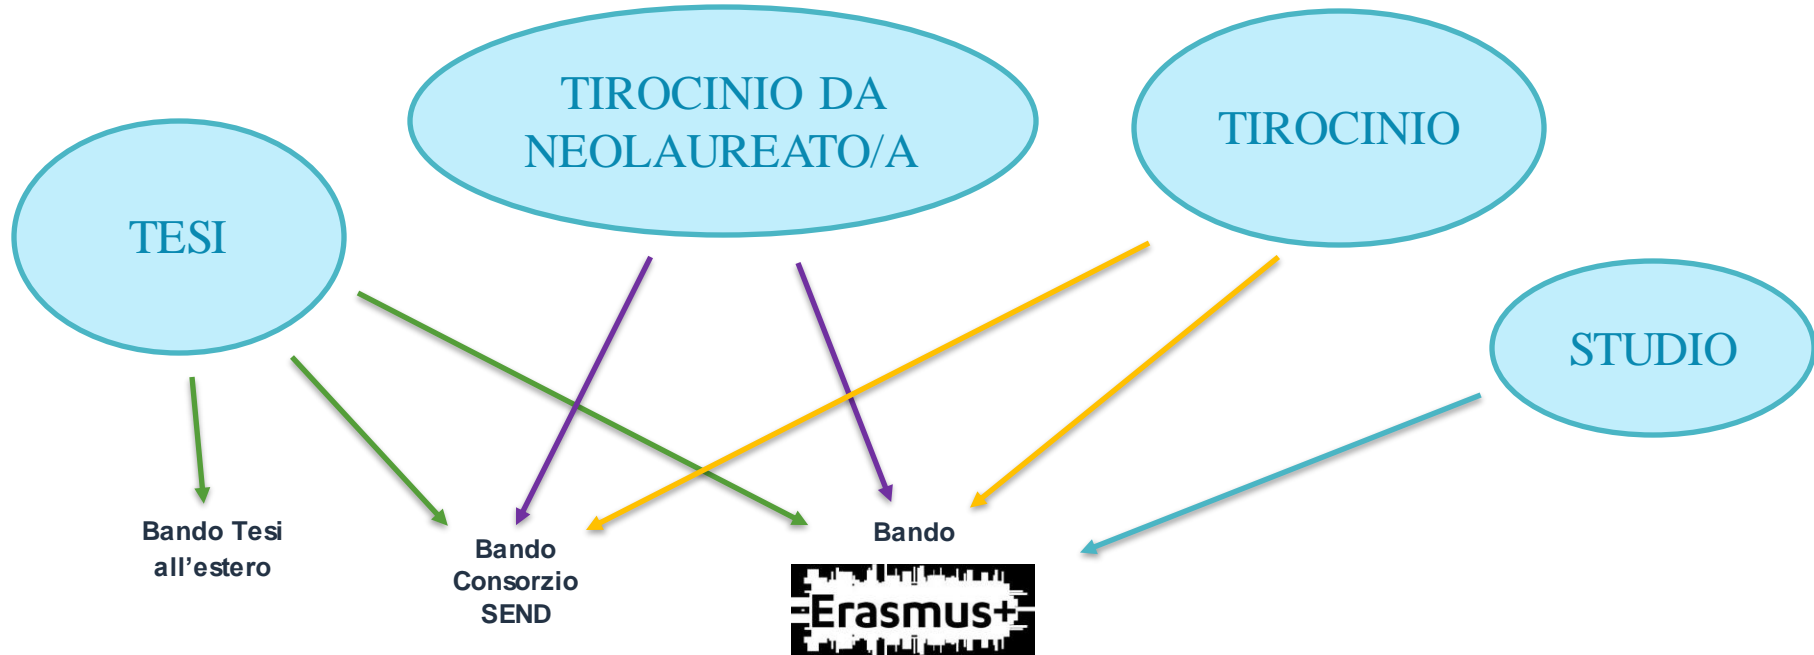 TIROCINIO DA
NEOLAUREATO/A
TIROCINIO
TESI
STUDIO
Bando Tesi
all’estero
Bando
Consorzio
SEND
Bando
Erasmus+